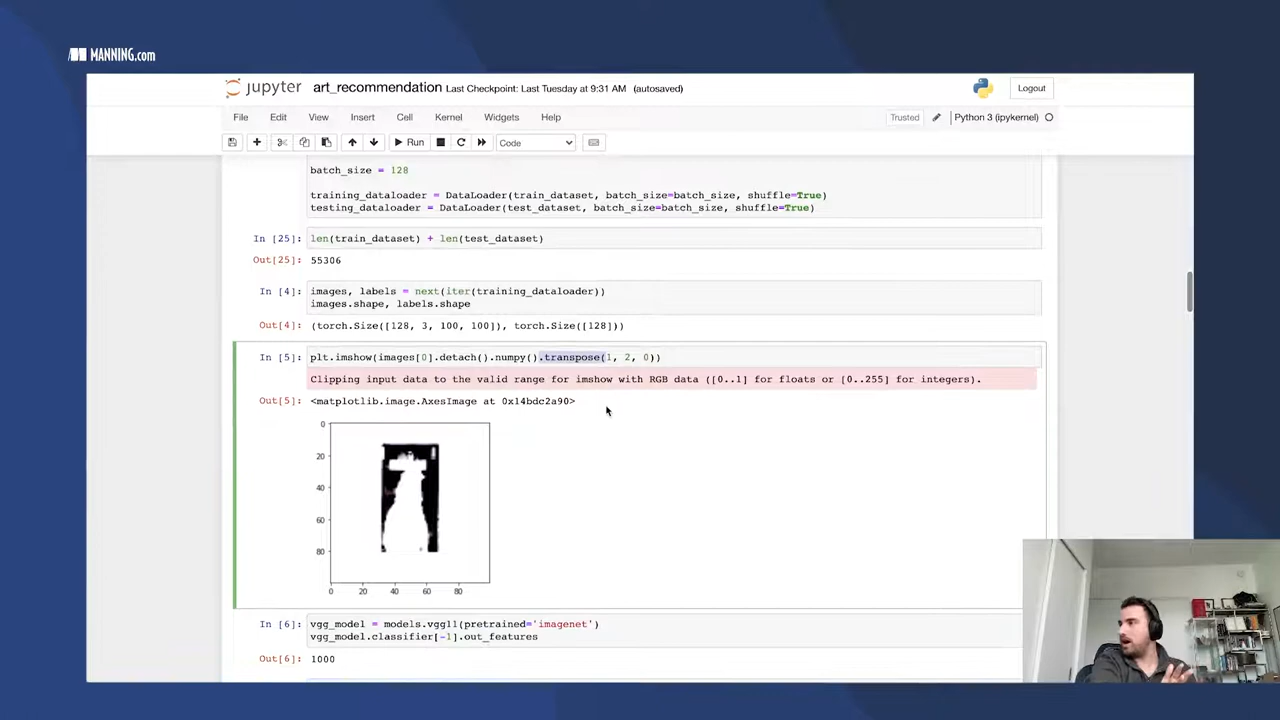 MANNING.com
jupyter art_recommendation Last Checkpoint: Last Tuesday at 9:31 AM (autosaved)
Logout
File Edit View Insert Cell Kernel Widgets Help
Trusted Python 3 (ipykernel)
Run Code
batch_size = 128
training_dataloader = DataLoader(train_dataset, batch_size=batch_size, shuffle=True)
testing_dataloader = DataLoader(test_dataset, batch_size=batch_size, shuffle=True)
In [25]: len(train_dataset) + len(test_dataset)
Out[25]: 55306
In [4]: images, labels = next(iter(training_dataloader))
images.shape, labels.shape
Out[4]: (torch.Size([128, 3, 100, 100]), torch.Size([128]))
In [5]: plt.imshow(images[0].detach().numpy().transpose(1, 2, 0))
Clipping input data to the valid range for imshow with RGB data ([0..1] for floats or [0..255] for integers).
Out[5]: <matplotlib.image.AxesImage at 0x14bdc2a90>
0
20
40
60
80
0 20 40 60 80
In [6]: vgg_model = models.vgg11(pretrained='imagenet')
vgg_model.classifier[-1].out_features
Out[6]: 1000